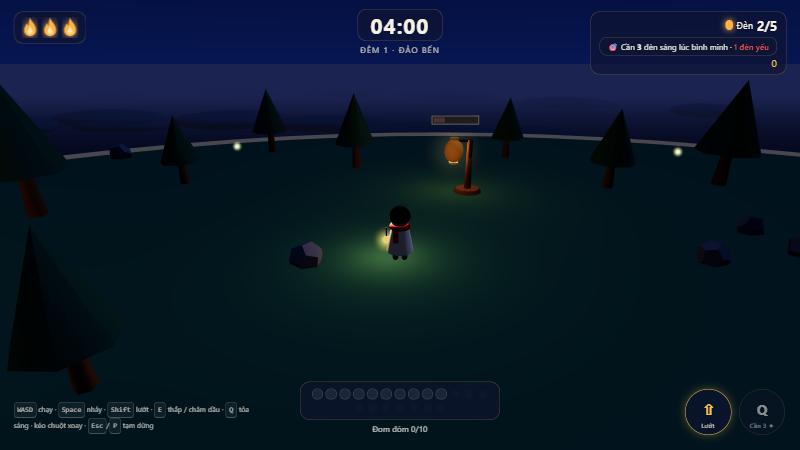 04:00
ĐÊM 1 · ĐẢO BẾN
Đèn 2/5
Cần 3 đèn sáng lúc bình minh · 1 đèn yếu
0
WASD chạy · Space nhảy · Shift lướt · E thắp / châm dầu · Q tỏa
sáng · kéo chuột xoay · Esc / P tạm dừng
Đom đóm 0/10
⇧
Lướt
Q
Cần 3 ✦